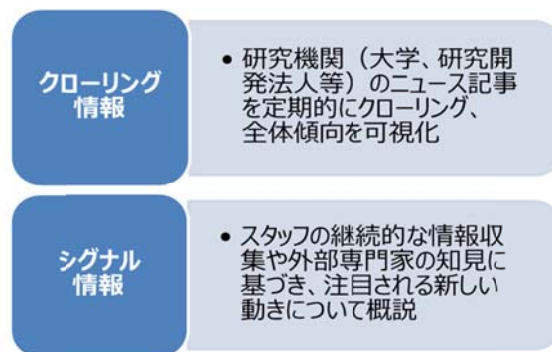 クローリング
情報
• 研究機関（大学、研究開
発法人等）のニュース記事
を定期的にクローリング、
全体傾向を可視化
シグナル
情報
• スタッフの継続的な情報収
集や外部専門家の知見に
基づき、注目される新しい
動きについて概説